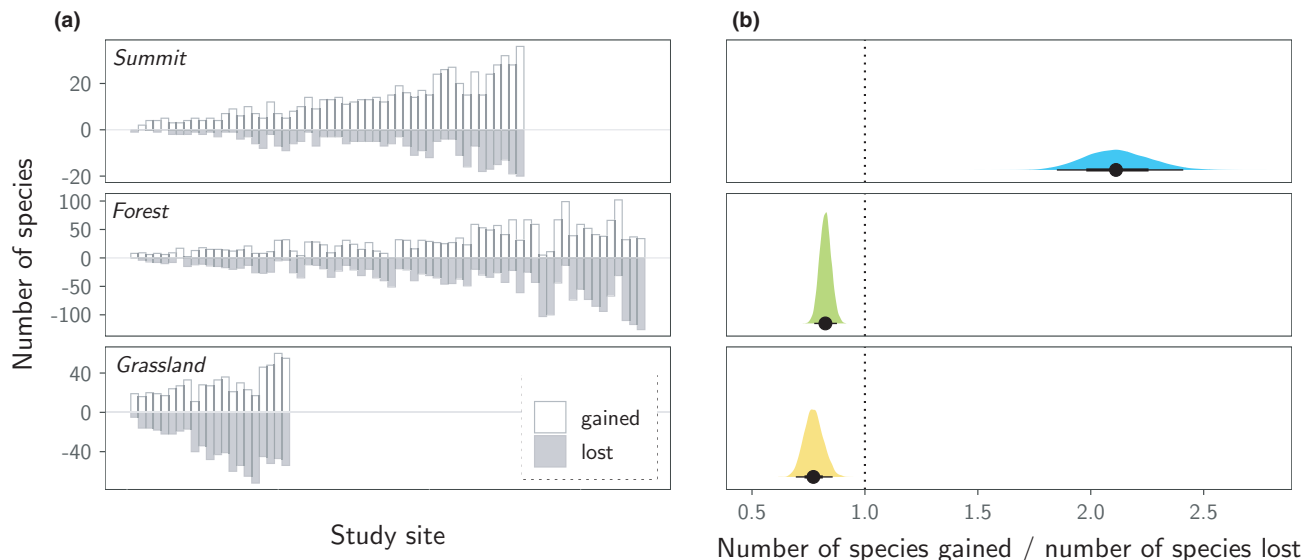 (a)
(b)
Number of species
Summit
20
0
-20
Forest
100
50
0
-50
-100
Grassland
40
0
-40
gained
lost
0.5 1.0 1.5 2.0 2.5
Study site
Number of species gained / number of species lost